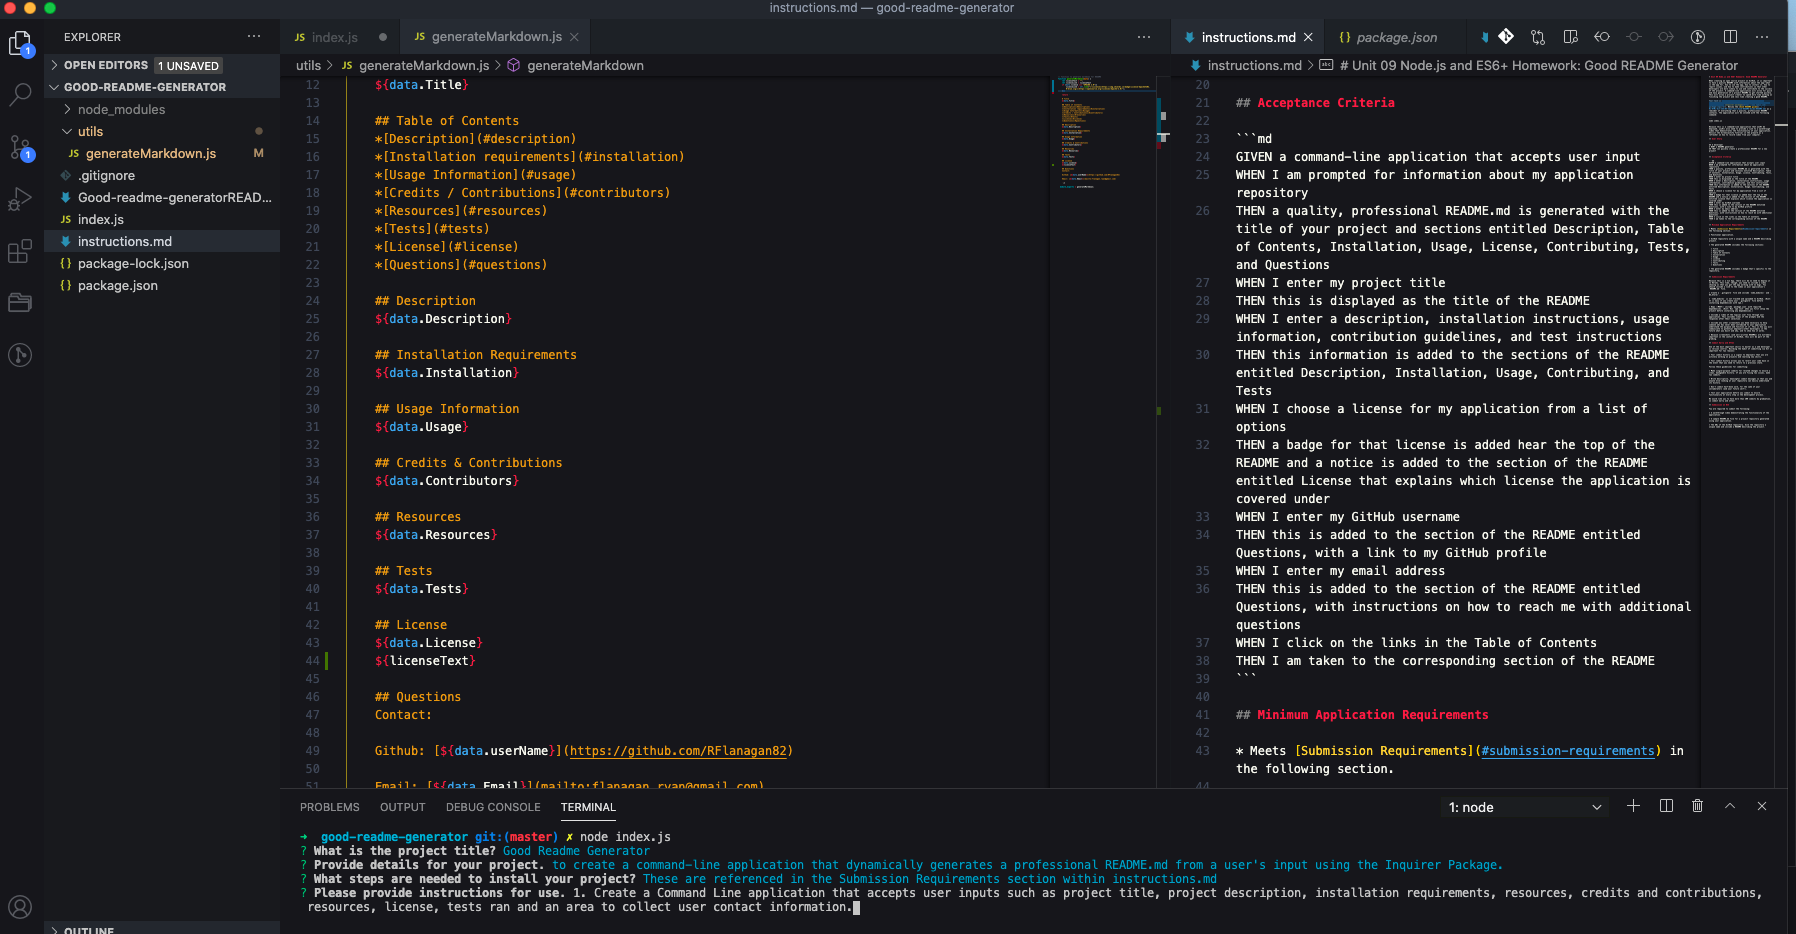 instructions.md — good-readme-generator
EXPLORER
JS index.js
JS generateMarkdown.js
instructions.md
{} package.json
OPEN EDITORS 1 UNSAVED
GOOD-README-GENERATOR
node_modules
utils
JS generateMarkdown.js M
.gitignore
Good-readme-generatorREAD...
JS index.js
instructions.md
{} package-lock.json
{} package.json
OUTLINE
1
1
utils > JS generateMarkdown.js > generateMarkdown
12 ${data.Title}
13
14 ## Table of Contents
15 *[Description](#description)
16 *[Installation requirements](#installation)
17 *[Usage Information](#usage)
18 *[Credits / Contributions](#contributors)
19 *[Resources](#resources)
20 *[Tests](#tests)
21 *[License](#license)
22 *[Questions](#questions)
23
24 ## Description
25 ${data.Description}
26
27 ## Installation Requirements
28 ${data.Installation}
29
30 ## Usage Information
31 ${data.Usage}
32
33 ## Credits & Contributions
34 ${data.Contributors}
35
36 ## Resources
37 ${data.Resources}
38
39 ## Tests
40 ${data.Tests}
41
42 ## License
43 ${data.License}
44 ${licenseText}
45
46 ## Questions
47 Contact:
48
49 Github: [${data.userName}](https://github.com/RFlanagan82)
50
51 Email: [${data.Email}](mailto:flanagan.ryan@gmail.com)
instructions.md > abc # Unit 09 Node.js and ES6+ Homework: Good README Generator
20
21 ## Acceptance Criteria
22
23 ```md
24 GIVEN a command-line application that accepts user input
25 WHEN I am prompted for information about my application
repository
26 THEN a quality, professional README.md is generated with the
title of your project and sections entitled Description, Table
of Contents, Installation, Usage, License, Contributing, Tests,
and Questions
27 WHEN I enter my project title
28 THEN this is displayed as the title of the README
29 WHEN I enter a description, installation instructions, usage
information, contribution guidelines, and test instructions
30 THEN this information is added to the sections of the README
entitled Description, Installation, Usage, Contributing, and
Tests
31 WHEN I choose a license for my application from a list of
options
32 THEN a badge for that license is added hear the top of the
README and a notice is added to the section of the README
entitled License that explains which license the application is
covered under
33 WHEN I enter my GitHub username
34 THEN this is added to the section of the README entitled
Questions, with a link to my GitHub profile
35 WHEN I enter my email address
36 THEN this is added to the section of the README entitled
Questions, with instructions on how to reach me with additional
questions
37 WHEN I click on the links in the Table of Contents
38 THEN I am taken to the corresponding section of the README
39 ```
40
41 ## Minimum Application Requirements
42
43 * Meets [Submission Requirements](#submission-requirements) in
the following section.
44
PROBLEMS OUTPUT DEBUG CONSOLE TERMINAL
1: node
➜ good-readme-generator git:(master) ✗ node index.js
? What is the project title? Good Readme Generator
? Provide details for your project. to create a command-line application that dynamically generates a professional README.md from a user's input using the Inquirer Package.
? What steps are needed to install your project? These are referenced in the Submission Requirements section within instructions.md
? Please provide instructions for use. 1. Create a Command Line application that accepts user inputs such as project title, project description, installation requirements, resources, credits and contributions,
resources, license, tests ran and an area to collect user contact information.